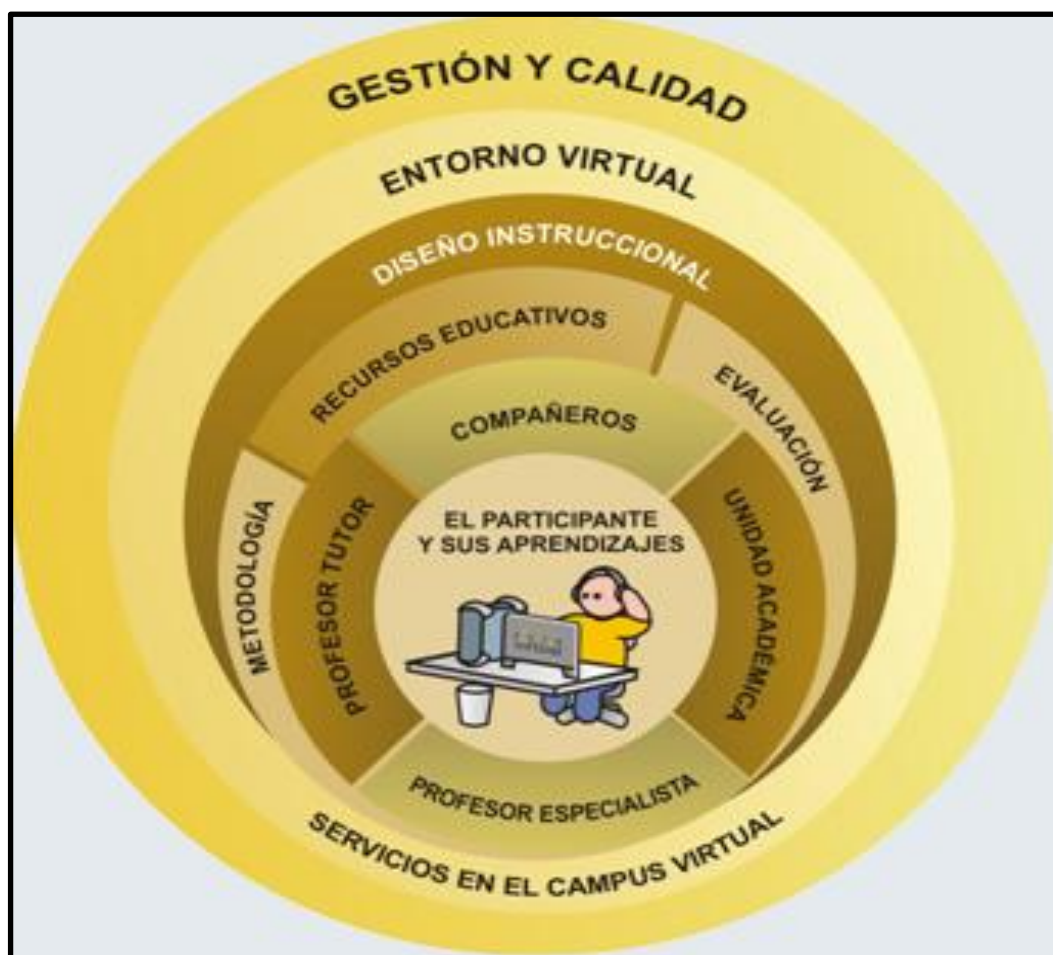 GESTIÓN Y CALIDAD
ENTORNO VIRTUAL
DISEÑO INSTRUCCIONAL
RECURSOS EDUCATIVOS
EVALUACIÓN
COMPAÑEROS
METODOLOGÍA
PROFESOR TUTOR
EL PARTICIPANTE
Y SUS APRENDIZAJES
UNIDAD ACADÉMICA
PROFESOR ESPECIALISTA
SERVICIOS EN EL CAMPUS VIRTUAL